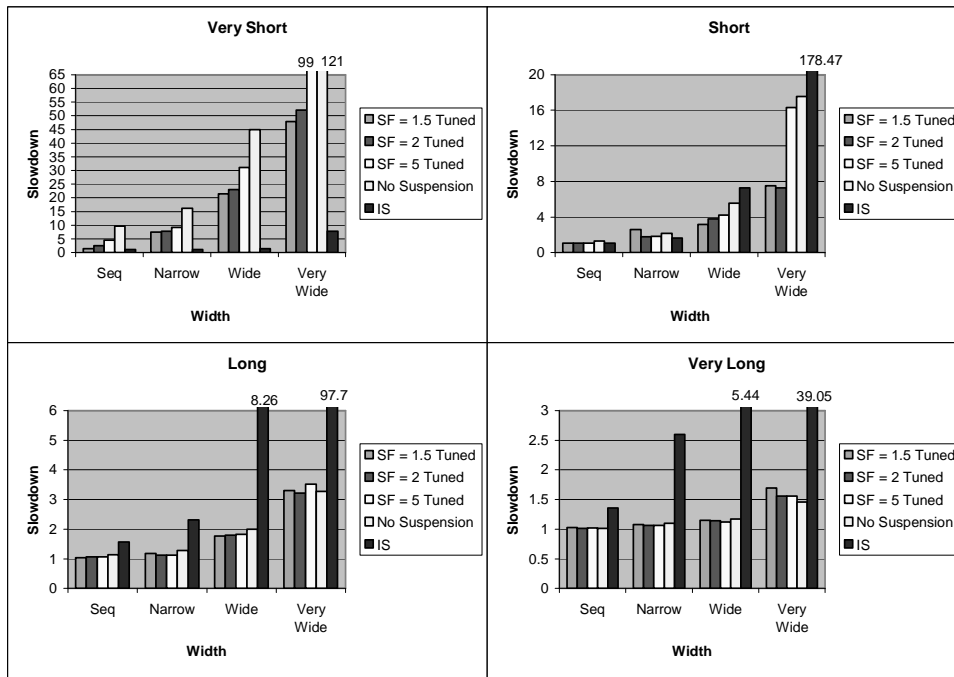 Very Short
99 121
65
60
55
50
45
40
35
30
25
20
15
10
5
0
Slowdown
Seq Narrow Wide Very Wide
Width
SF = 1.5 Tuned
SF = 2 Tuned
SF = 5 Tuned
No Suspension
IS
Short
178.47
20
16
12
8
4
0
Slowdown
Seq Narrow Wide Very Wide
Width
SF = 1.5 Tuned
SF = 2 Tuned
SF = 5 Tuned
No Suspension
IS
Long
8.26 97.7
6
5
4
3
2
1
0
Slowdown
Seq Narrow Wide Very Wide
Width
SF = 1.5 Tuned
SF = 2 Tuned
SF = 5 Tuned
No Suspension
IS
Very Long
5.44 39.05
3
2.5
2
1.5
1
0.5
0
Slowdown
Seq Narrow Wide Very Wide
Width
SF = 1.5 Tuned
SF = 2 Tuned
SF = 5 Tuned
No Suspension
IS